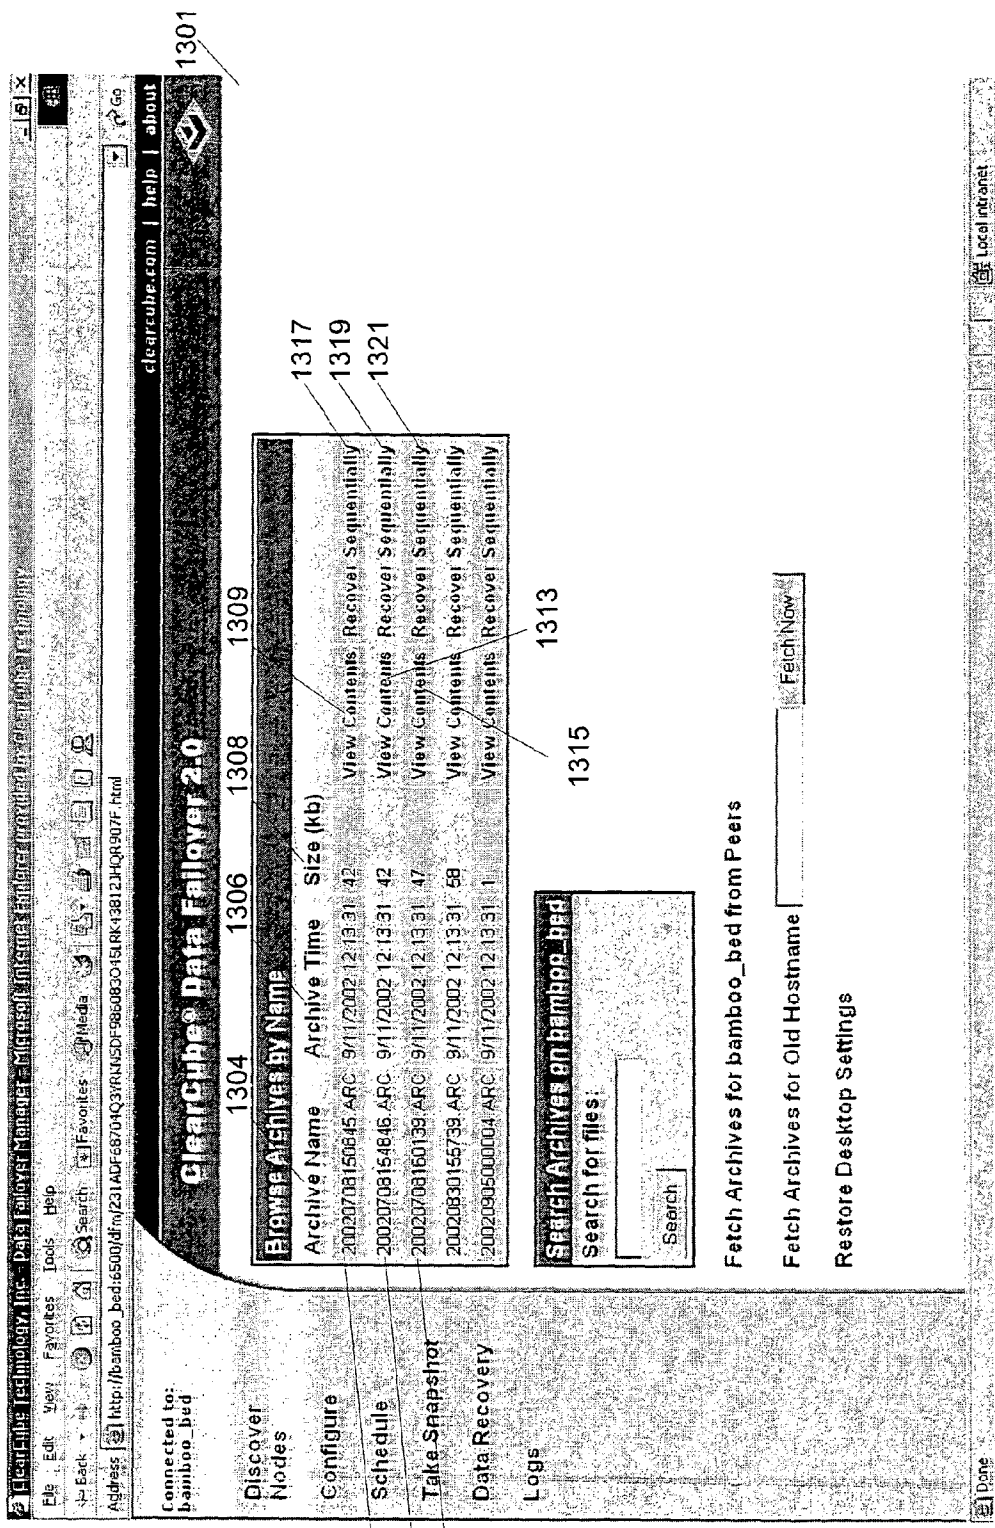 ClearCube Technology, Inc. - Data Failover Manager - Microsoft Internet Explorer provided by ClearCube Technology
File Edit View Favorites Tools Help
Back Search Favorites Media
Address http://bamboo_bed:6500/dfm/
.html Go
clearcube.com | help | about
ClearCube® Data Failover 2.0
1301
Connected to:
bamboo_bed
Discover
Nodes
Configure
Schedule
Take Snapshot
Data Recovery
Logs
1304 1306 1308 1309
Browse Archives by Name
Archive Name Archive Time Size (kb)
20020708150845.ARC 9/11/2002 12:13:31 42 View Contents Recover Sequentially
20020708154846.ARC 9/11/2002 12:13:31 42 View Contents Recover Sequentially
20020708160139.ARC 9/11/2002 12:13:31 47 View Contents Recover Sequentially
20020830155739.ARC 9/11/2002 12:13:31 58 View Contents Recover Sequentially
20020905000004.ARC 9/11/2002 12:13:31 1 View Contents Recover Sequentially
1317
1319
1321
1313
1315
Search Archives on bamboo_bed
Search for files:
Search
Fetch Archives for bamboo_bed from Peers
Fetch Archives for Old Hostname Fetch Now
Restore Desktop Settings
Done Local intranet